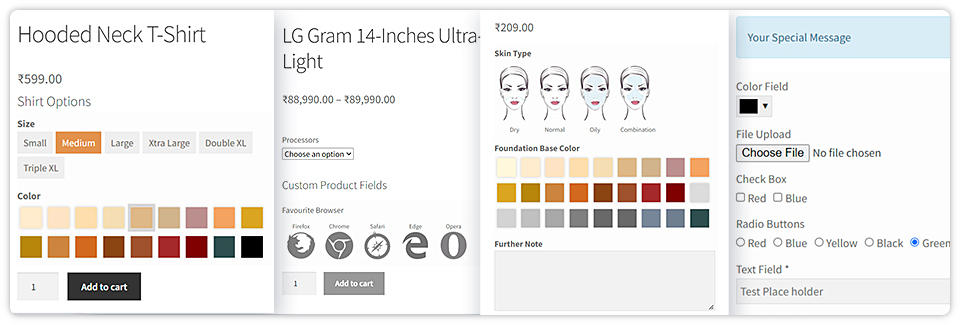 Hooded Neck T-Shirt
₹599.00
Shirt Options
Size
Small Medium Large Xtra Large Double XL
Triple XL
Color
1 Add to cart
LG Gram 14-Inches Ultra-
Light
₹88,990.00 – ₹89,990.00
Processors
Choose an option
Custom Product Fields
Favourite Browser
Firefox Chrome Safari Edge Opera
1 Add to cart
₹209.00
Skin Type
Dry Normal Oily Combination
Foundation Base Color
Further Note
Your Special Message
Color Field
File Upload
Choose File No file chosen
Check Box
Red Blue
Radio Buttons
Red Blue Yellow Black Green
Text Field *
Test Place holder